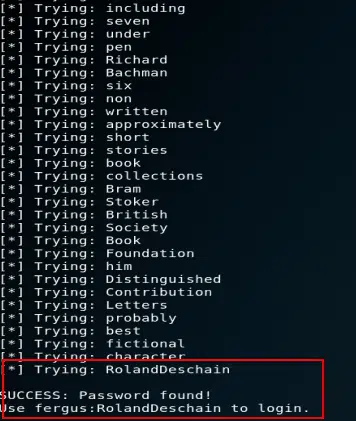 [*] Trying: including
[*] Trying: seven
[*] Trying: under
[*] Trying: pen
[*] Trying: Richard
[*] Trying: Bachman
[*] Trying: six
[*] Trying: non
[*] Trying: written
[*] Trying: approximately
[*] Trying: short
[*] Trying: stories
[*] Trying: book
[*] Trying: collections
[*] Trying: Bram
[*] Trying: Stoker
[*] Trying: British
[*] Trying: Society
[*] Trying: Book
[*] Trying: Foundation
[*] Trying: him
[*] Trying: Distinguished
[*] Trying: Contribution
[*] Trying: Letters
[*] Trying: probably
[*] Trying: best
[*] Trying: fictional
[*] Trying: character
[*] Trying: RolandDeschain
SUCCESS: Password found!
Use fergus:RolandDeschain to login.